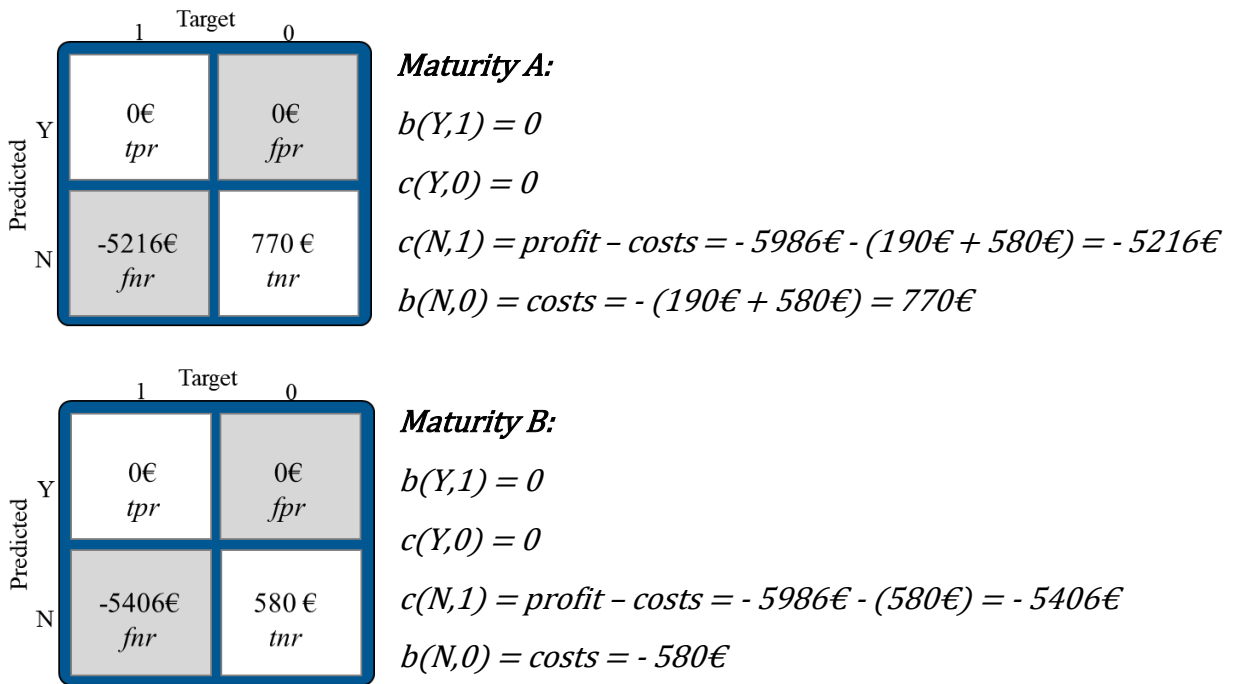 Target
1 0
Maturity A:
Predicted
Y
0€ 0€
tpr fpr
b(Y,1) = 0
c(Y,0) = 0
N
-5216€ 770 €
fnr tnr
c(N,1) = profit – costs = - 5986€ - (190€ + 580€) = - 5216€
b(N,0) = costs = - (190€ + 580€) = 770€
Target
1 0
Maturity B:
Predicted
Y
0€ 0€
tpr fpr
b(Y,1) = 0
c(Y,0) = 0
N
-5406€ 580 €
fnr tnr
c(N,1) = profit – costs = - 5986€ - (580€) = - 5406€
b(N,0) = costs = - 580€